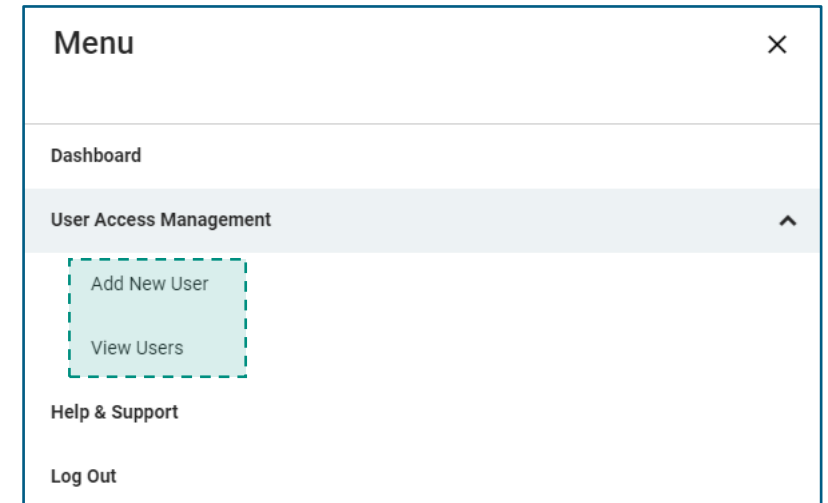 Menu
Dashboard
User Access Management
Add New User
View Users
Help & Support
Log Out